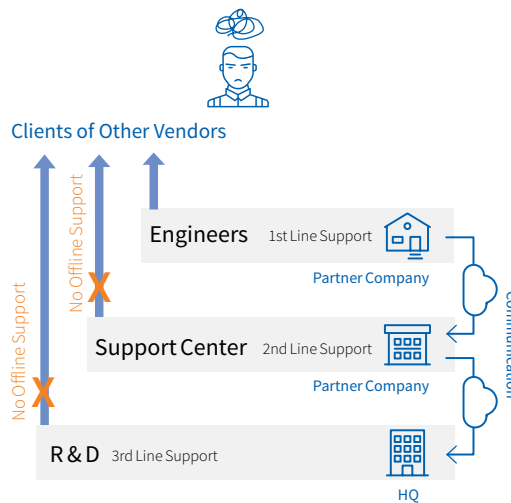 Clients of Other Vendors
No Offline Support
No Offline Support
Engineers 1st Line Support
Partner Company
Communication
Support Center 2nd Line Support
Partner Company
R & D 3rd Line Support
HQ